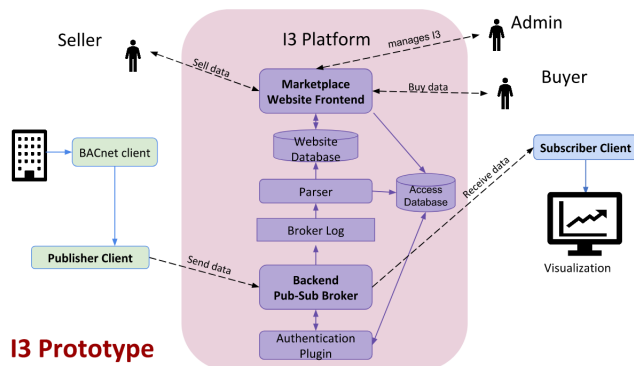 Seller
I3 Platform
Admin
manages I3
Sell data
Marketplace
Website Frontend
Buy data
Buyer
BACnet client
Website
Database
Subscriber Client
Parser
Access
Database
Receive data
Broker Log
Publisher Client
Send data
Backend
Pub-Sub Broker
Visualization
Authentication
Plugin
I3 Prototype